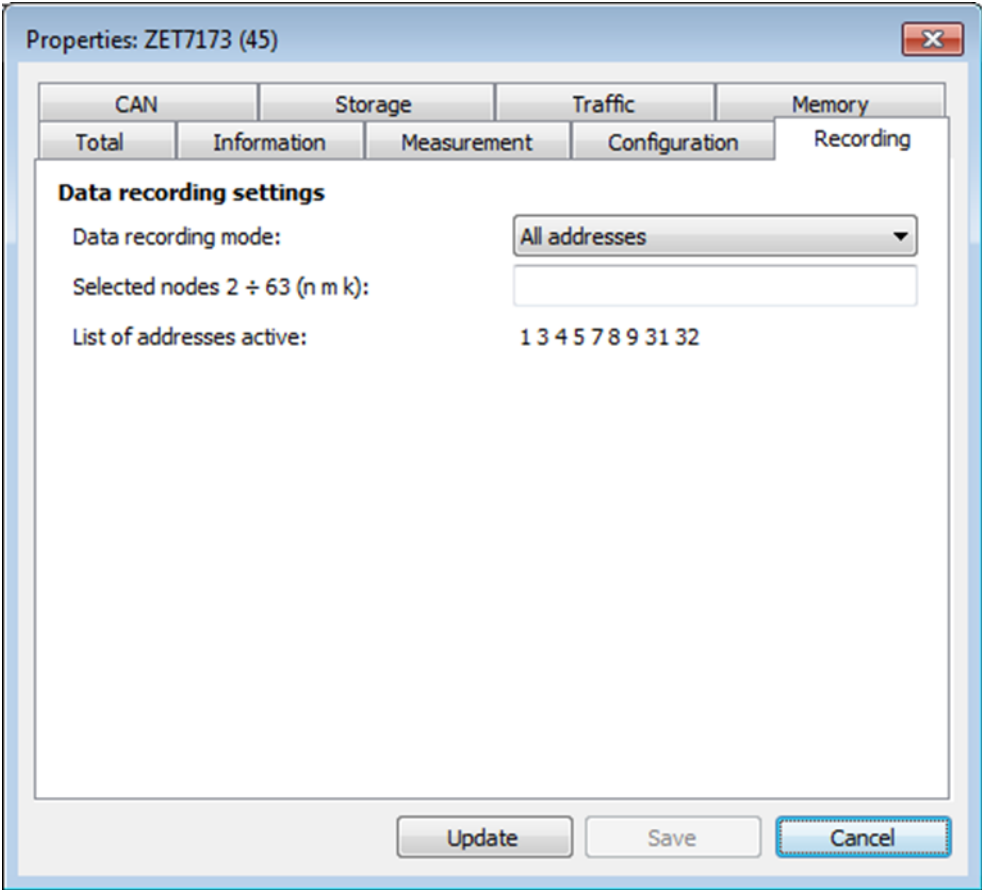 Properties: ZET7173 (45)
CAN Storage Traffic Memory
Total Information Measurement Configuration Recording
Data recording settings
Data recording mode: All addresses
Selected nodes 2 ÷ 63 (n m k):
List of addresses active: 1 3 4 5 7 8 9 31 32
Update Save Cancel